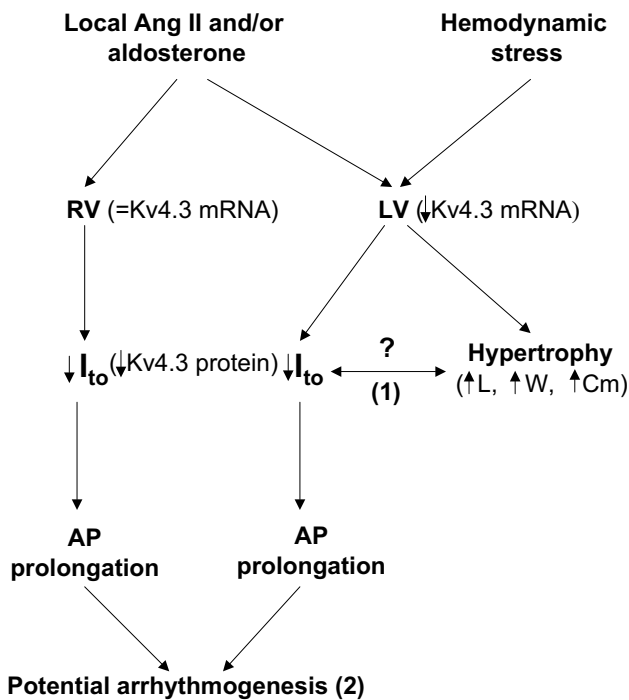 Local Ang II and/or
aldosterone
Hemodynamic
stress
RV (=Kv4.3 mRNA)
LV (↓Kv4.3 mRNA)
↓Ito (↓Kv4.3 protein) ↓Ito
?
(1)
Hypertrophy
(↑L, ↑W, ↑Cm)
AP
prolongation
AP
prolongation
Potential arrhythmogenesis (2)